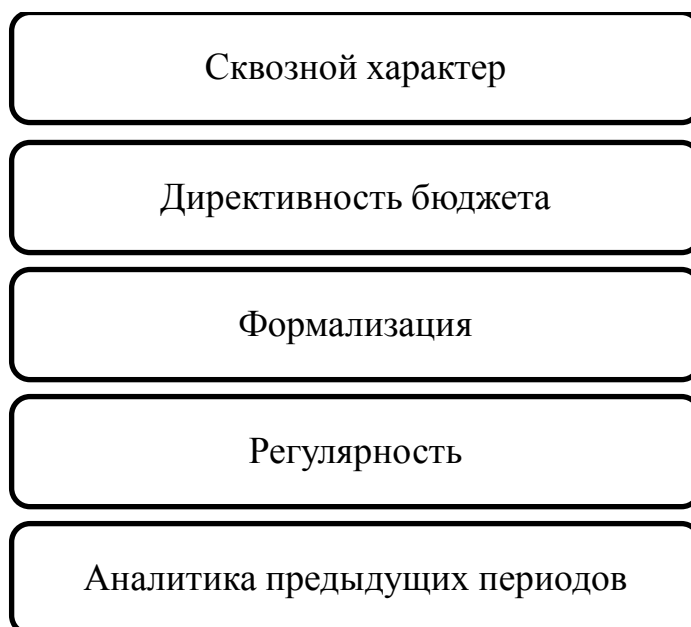 Сквозной характер
Директивность бюджета
Формализация
Регулярность
Аналитика предыдущих периодов